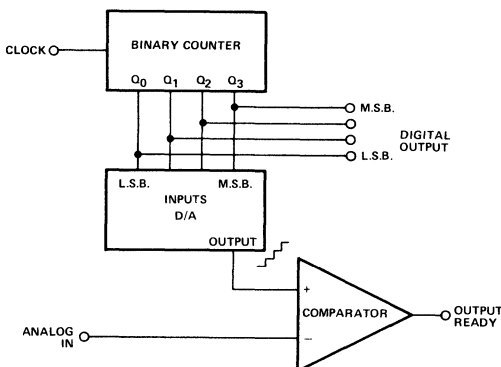 BINARY COUNTER
CLOCK
Q0 Q1 Q2 Q3
M.S.B.
DIGITAL
OUTPUT
L.S.B.
L.S.B. M.S.B.
INPUTS
D/A
OUTPUT
+
COMPARATOR
OUTPUT
READY
ANALOG
IN
−